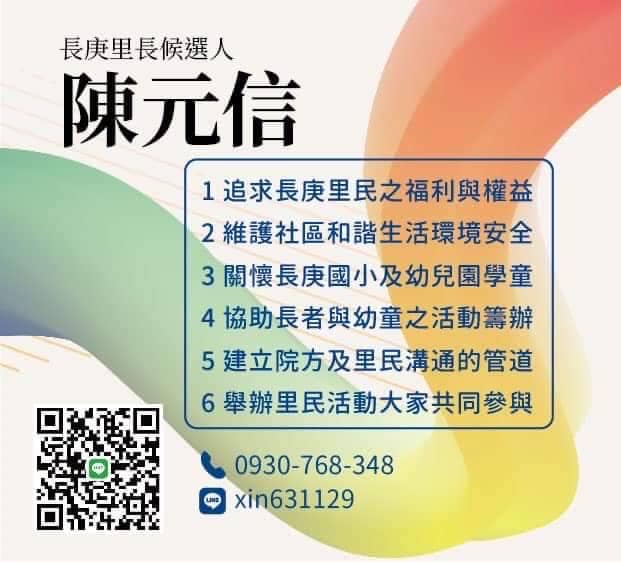 長庚里長候選人
陳元信
1 追求長庚里民之福利與權益
2 維護社區和諧生活環境安全
3 關懷長庚國小及幼兒園學童
4 協助長者與幼童之活動籌辦
5 建立院方及里民溝通的管道
6 舉辦里民活動大家共同參與
0930-768-348
LINE xin631129